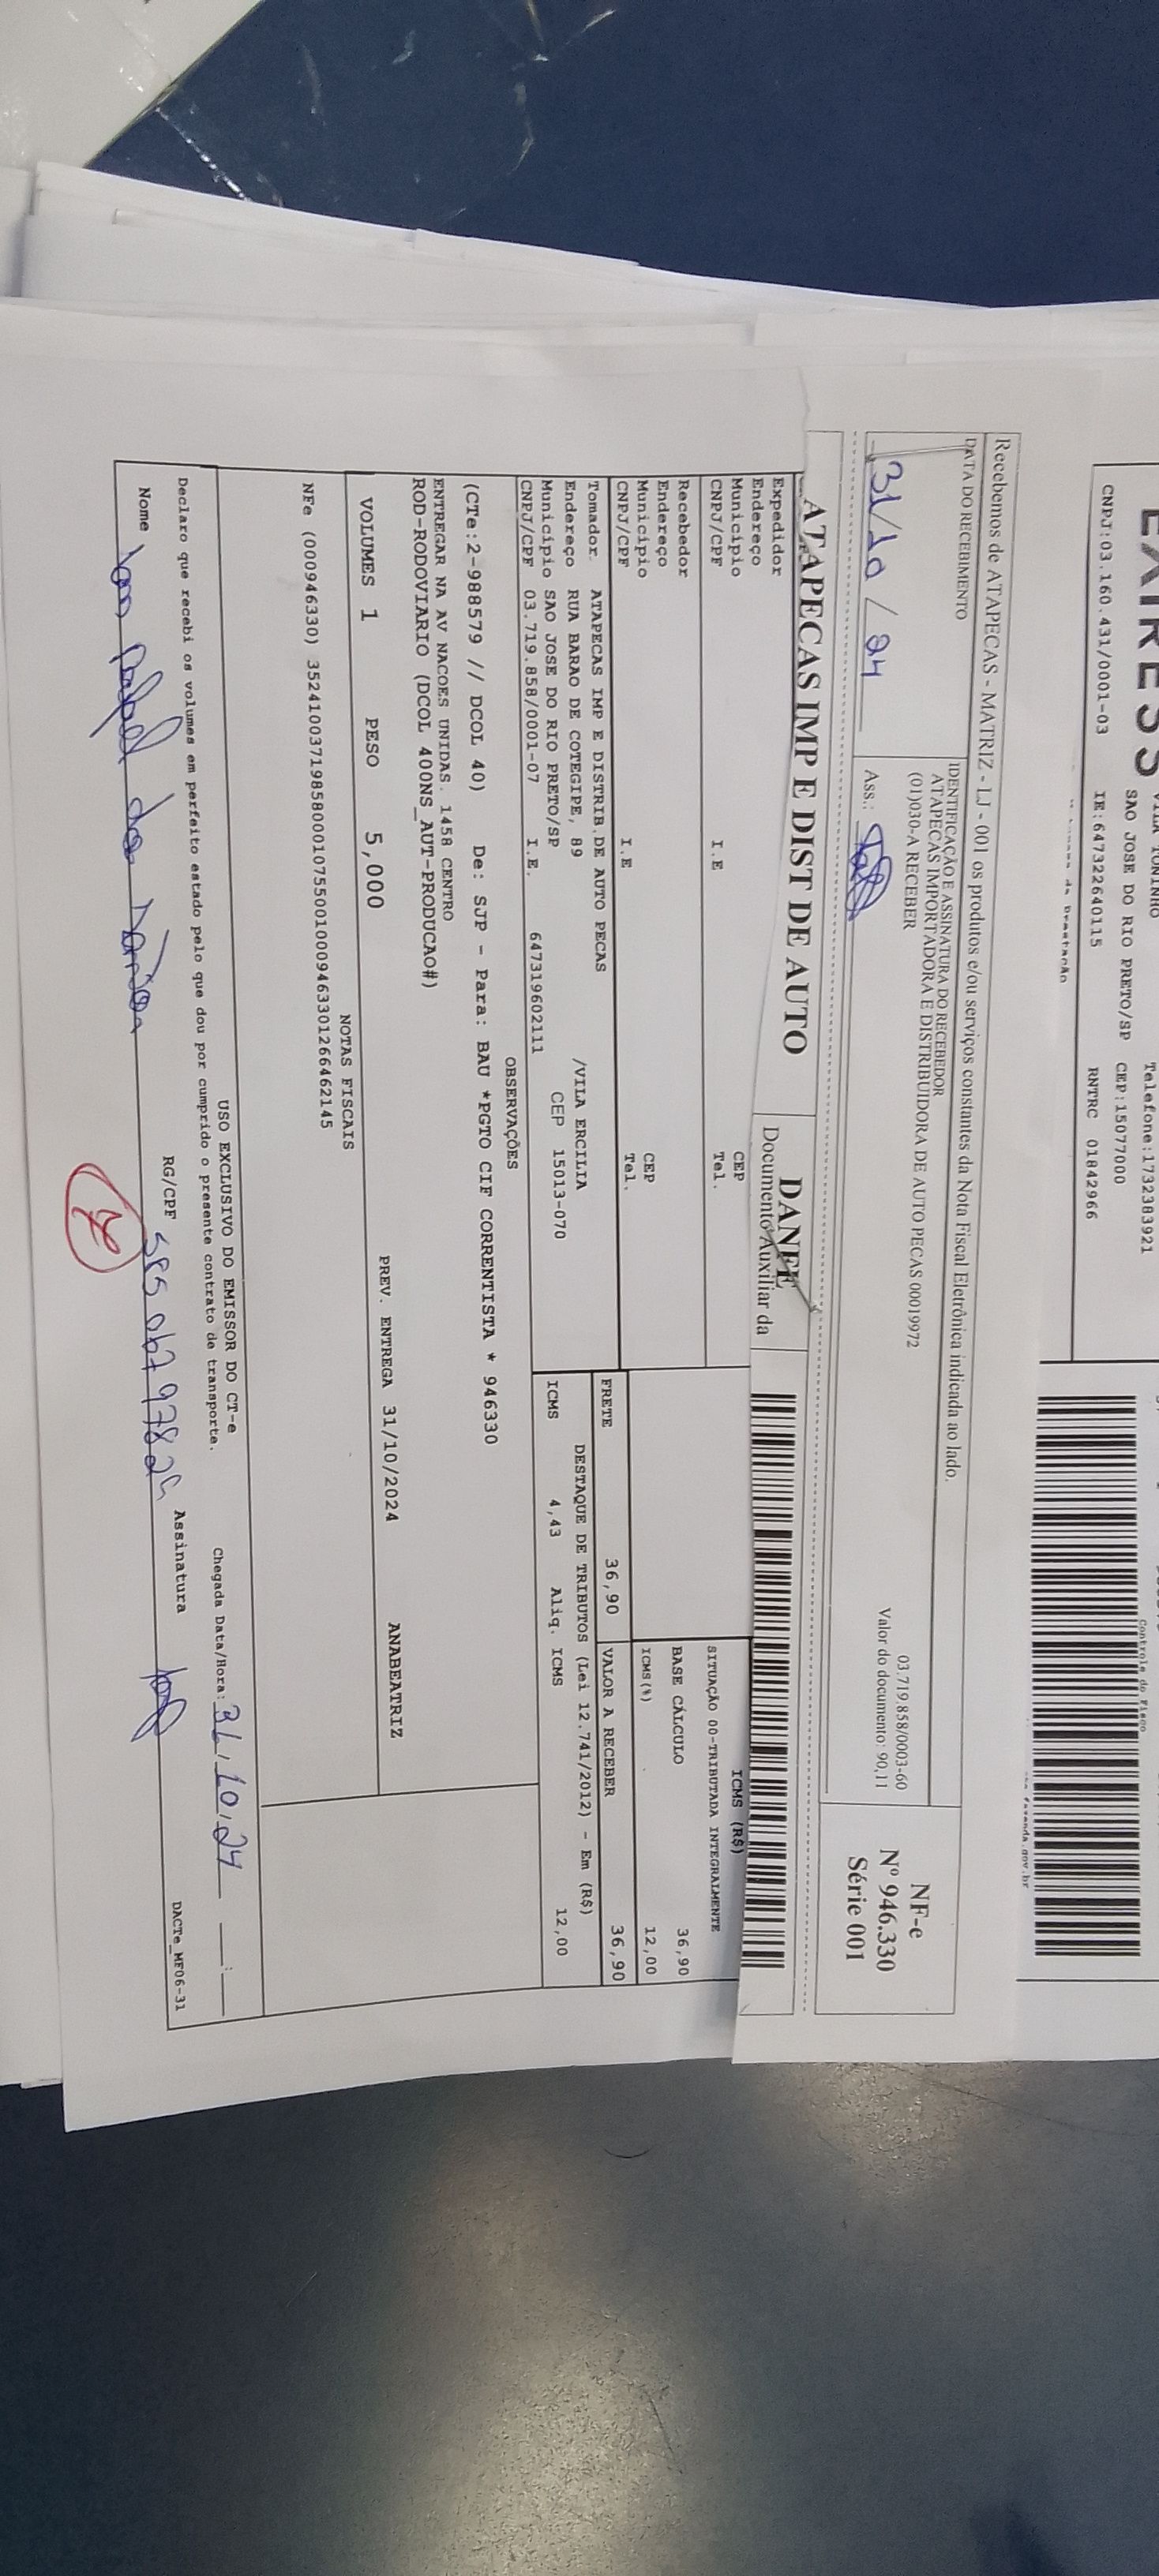 EXPRESS
VILA TONINHO
SAO JOSE DO RIO PRETO/SP CEP:15077000
Telefone:1732383921
CNPJ:03.160.431/0001-03 IE:647322640115 RNTRC 01842966
Controle do Fisco
Recebemos de ATAPECAS - MATRIZ - LJ - 001 os produtos e/ou serviços constantes da Nota Fiscal Eletrônica indicada ao lado.
DATA DO RECEBIMENTO
31/10/24
IDENTIFICAÇÃO E ASSINATURA DO RECEBEDOR
ATAPECAS IMPORTADORA E DISTRIBUIDORA DE AUTO PECAS 00019972
(01)030-A RECEBER
03.719.858/0003-60
Valor do documento: 90,11
Ass.:
NF-e
Nº 946.330
Série 001
ATAPECAS IMP E DIST DE AUTO
DANFE
Documento Auxiliar da
Expedidor
Endereço
Município CEP
CNPJ/CPF I.E Tel.
Recebedor
Endereço
Município CEP
CNPJ/CPF I.E Tel.
ICMS (R$)
SITUAÇÃO 00-TRIBUTADA INTEGRALMENTE
BASE CÁLCULO 36,90
ICMS(%) 12,00
Tomador. ATAPECAS IMP E DISTRIB.DE AUTO PECAS
Endereço RUA BARAO DE COTEGIPE, 89 /VILA ERCILIA
Município SAO JOSE DO RIO PRETO/SP CEP 15013-070
CNPJ/CPF 03.719.858/0001-07 I.E. 647319602111
FRETE 36,90 VALOR A RECEBER 36,90
DESTAQUE DE TRIBUTOS (Lei 12.741/2012) - Em (R$)
ICMS 4,43 Aliq. ICMS 12,00
OBSERVAÇÕES
(CTe:2-988579 // DCOL 40) De: SJP - Para: BAU *PGTO CIF CORRENTISTA * 946330
ENTREGAR NA AV NACOES UNIDAS. 1458 CENTRO
ROD-RODOVIARIO (DCOL 400NS_AUT-PRODUCAO#)
VOLUMES 1 PESO 5,000 PREV. ENTREGA 31/10/2024 ANABEATRIZ
NOTAS FISCAIS
NFe (000946330) 35241003719858000107550010009463301266462145
USO EXCLUSIVO DO EMISSOR DO CT-e
Declaro que recebi os volumes em perfeito estado pelo que dou por cumprido o presente contrato de transporte.
Chegada Data/Hora: 31/10/24
Nome RG/CPF Assinatura
DACTe_MF06-31